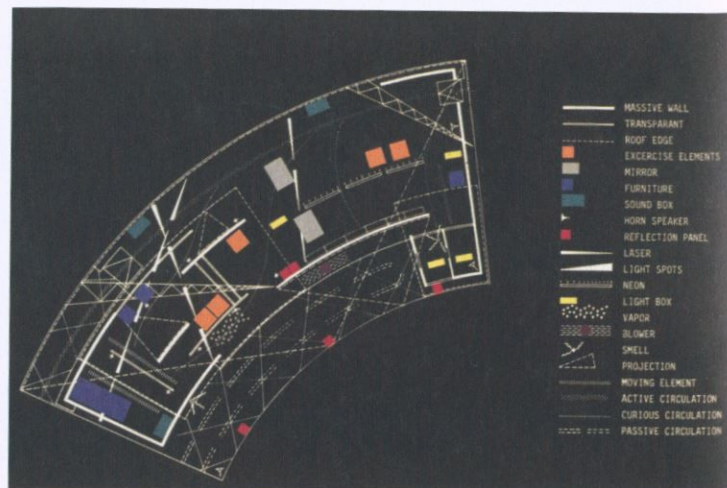 MASSIVE WALL
TRANSPARANT
ROOF EDGE
EXCERCISE ELEMENTS
MIRROR
FURNITURE
SOUND BOX
HORN SPEAKER
REFLECTION PANEL
LASER
LIGHT SPOTS
NEON
LIGHT BOX
VAPOR
BLOWER
SMELL
PROJECTION
MOVING ELEMENT
ACTIVE CIRCULATION
CURIOUS CIRCULATION
PASSIVE CIRCULATION